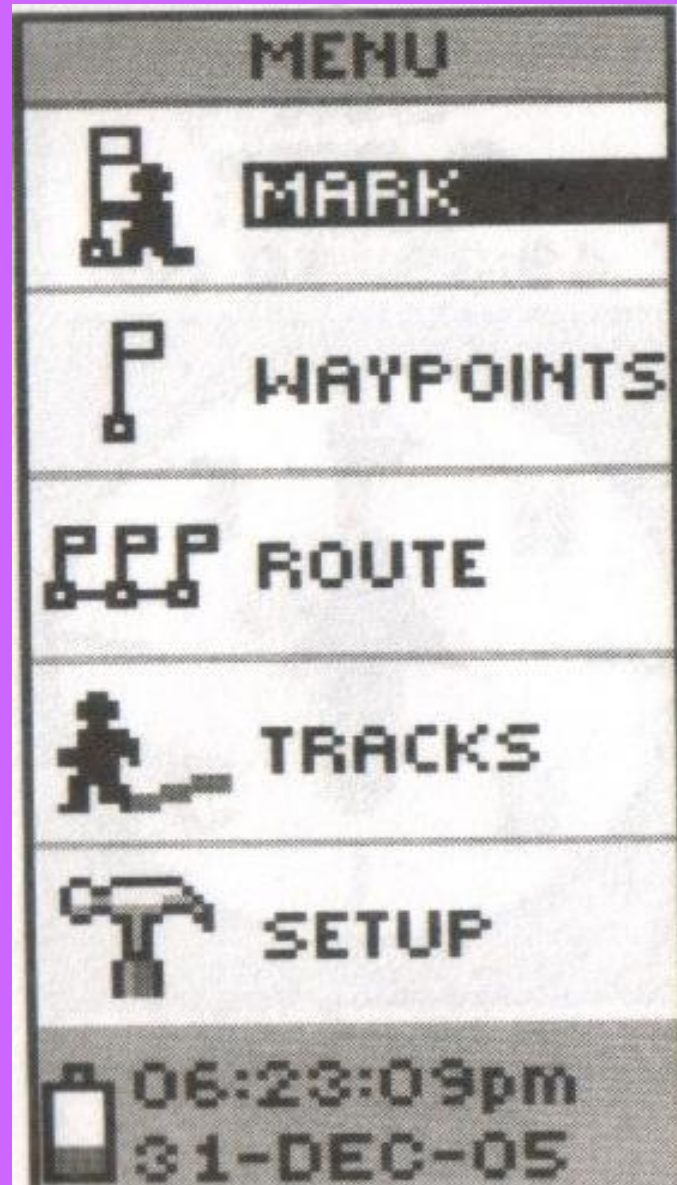 MENU
MARK
WAYPOINTS
ROUTE
TRACKS
SETUP
06:23:09pm
31-DEC-05